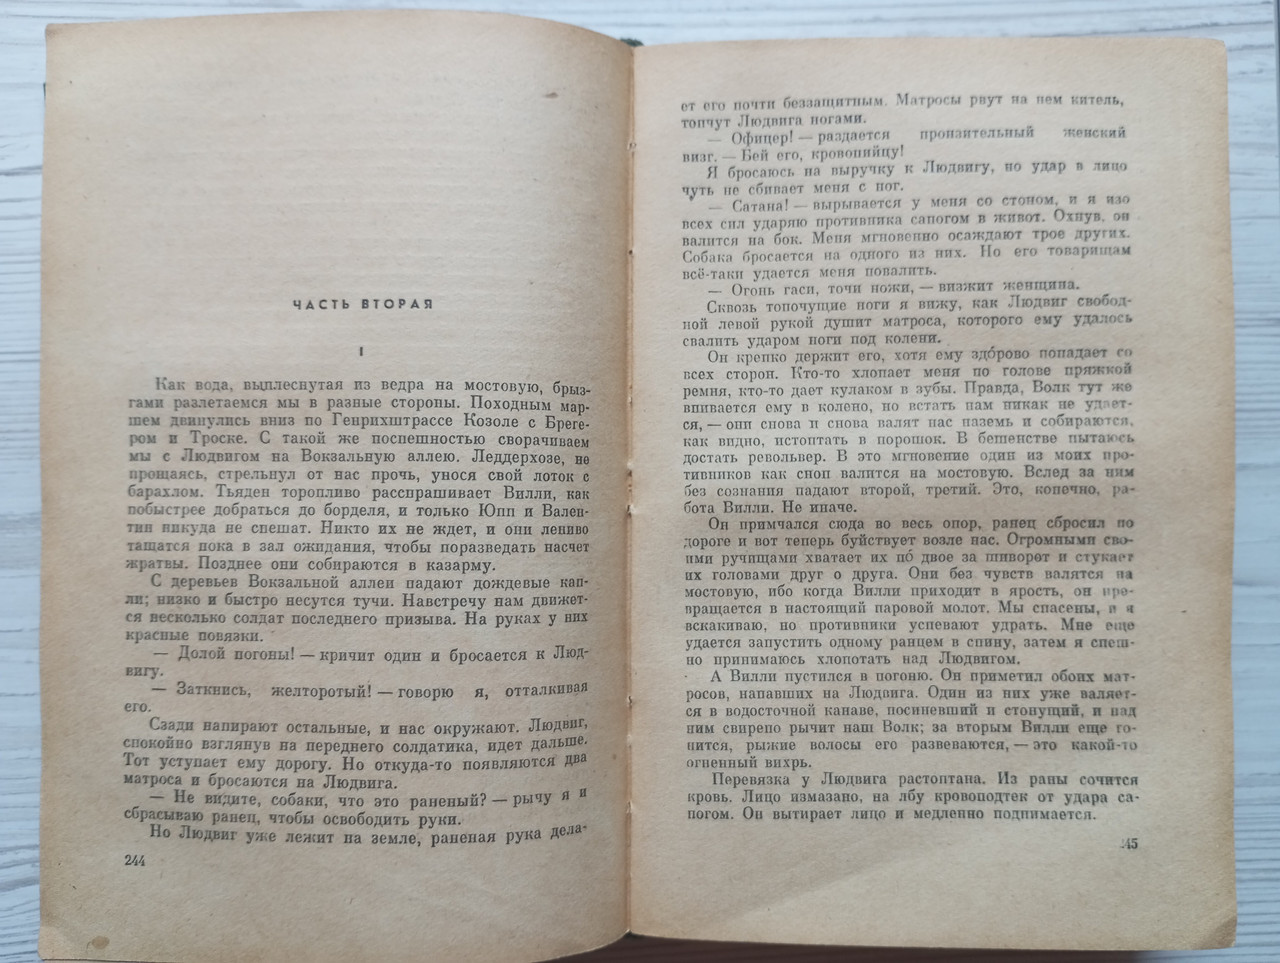 ЧАСТЬ ВТОРАЯ
I
Как вода, выплеснутая из ведра на мостовую, брыз-
гами разлетаемся мы в разные стороны. Походным мар-
шем двинулись вниз по Генрихштрассе Козоле с Бреге-
ром и Троске. С такой же поспешностью сворачиваем
мы с Людвигом на Вокзальную аллею. Леддерхозе, не
прощаясь, стрельнул от нас прочь, унося свой лоток с
барахлом. Тьяден торопливо расспрашивает Вилли, как
побыстрее добраться до борделя, и только Юпп и Вален-
тин никуда не спешат. Никто их не ждет, и они лениво
тащатся пока в зал ожидания, чтобы поразведать насчет
жратвы. Позднее они собираются в казарму.
С деревьев Вокзальной аллеи падают дождевые кап-
ли; низко и быстро несутся тучи. Навстречу нам движет-
ся несколько солдат последнего призыва. На руках у них
красные повязки.
— Долой погоны! — кричит один и бросается к Люд-
вигу.
— Заткнись, желторотый! — говорю я, отталкивая
его.
Сзади напирают остальные, и нас окружают. Людвиг,
спокойно взглянув на переднего солдатика, идет дальше.
Тот уступает ему дорогу. Но откуда-то появляются два
матроса и бросаются на Людвига.
— Не видите, собаки, что это раненый? — рычу я и
сбрасываю ранец, чтобы освободить руки.
Но Людвиг уже лежит на земле, раненая рука дела-
244
ет его почти беззащитным. Матросы рвут на нем китель,
топчут Людвига ногами.
— Офицер! — раздается пронзительный женский
визг. — Бей его, кровопийцу!
Я бросаюсь на выручку к Людвигу, но удар в лицо
чуть не сбивает меня с ног.
— Сатана! — вырывается у меня со стоном, и я изо
всех сил ударяю противника сапогом в живот. Охнув, он
валится на бок. Меня мгновенно осаждают трое других.
Собака бросается на одного из них. Но его товарищам
всё-таки удается меня повалить.
— Огонь гаси, точи ножи, — визжит женщина.
Сквозь топочущие ноги я вижу, как Людвиг свобод-
ной левой рукой душит матроса, которого ему удалось
свалить ударом ноги под колени.
Он крепко держит его, хотя ему здо́рово попадает со
всех сторон. Кто-то хлопает меня по голове пряжкой
ремня, кто-то дает кулаком в зубы. Правда, Волк тут же
впивается ему в колено, но встать нам никак не удает-
ся, — они снова и снова валят нас наземь и собираются,
как видно, истоптать в порошок. В бешенстве пытаюсь
достать револьвер. В это мгновение один из моих про-
тивников как сноп валится на мостовую. Вслед за ним
без сознания падают второй, третий. Это, конечно, ра-
бота Вилли. Не иначе.
Он примчался сюда во весь опор, ранец сбросил по
дороге и вот теперь буйствует возле нас. Огромными сво-
ими ручищами хватает их по́ двое за шиворот и стукает
их головами друг о друга. Они без чувств валятся на
мостовую, ибо когда Вилли приходит в ярость, он пре-
вращается в настоящий паровой молот. Мы спасены, и я
вскакиваю, но противники успевают удрать. Мне еще
удается запустить одному ранцем в спину, затем я спеш-
но принимаюсь хлопотать над Людвигом.
А Вилли пустился в погоню. Он приметил обоих мат-
росов, напавших на Людвига. Один из них уже валяет-
ся в водосточной канаве, посиневший и стонущий, и над
ним свирепо рычит наш Волк; за вторым Вилли еще го-
нится, рыжие волосы его развеваются, — это какой-то
огненный вихрь.
Перевязка у Людвига растоптана. Из раны сочится
кровь. Лицо измазано, на лбу кровоподтек от удара са-
погом. Он вытирает лицо и медленно поднимается.
245